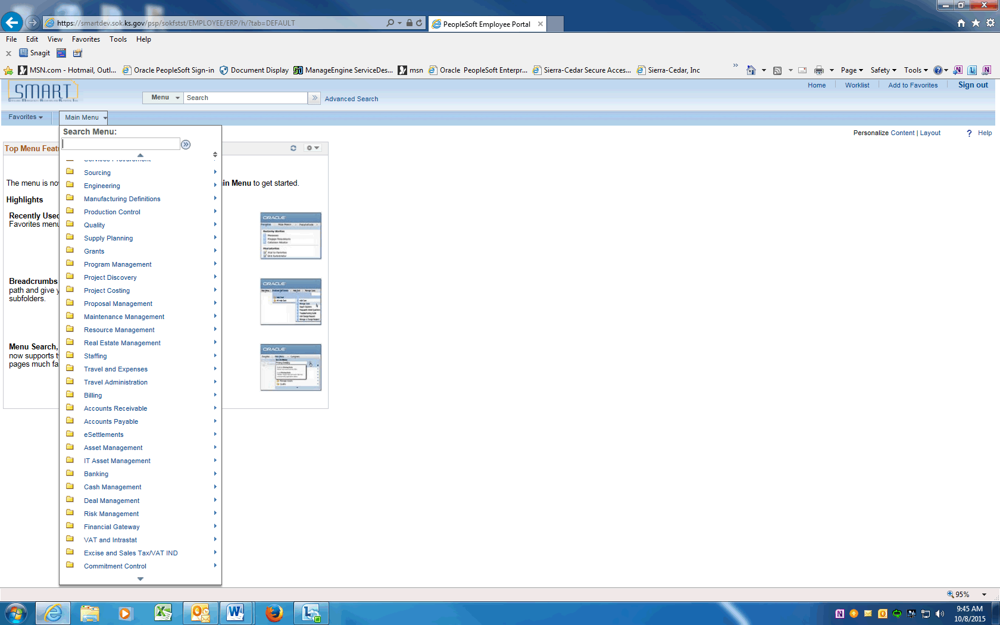 https://smartdev.sok.ks.gov/psp/sokfstst/EMPLOYEE/ERP/h/?tab=DEFAULT
PeopleSoft Employee Portal
File Edit View Favorites Tools Help
x Snagit
MSN.com - Hotmail, Outl... Oracle PeopleSoft Sign-in Document Display ManageEngine ServiceDes... msn Oracle PeopleSoft Enterpr... Sierra-Cedar Secure Acces... Sierra-Cedar, Inc » Page Safety Tools
SMART
Menu Search » Advanced Search
Home Worklist Add to Favorites Sign out
Favorites Main Menu
Personalize Content | Layout ? Help
Search Menu:
Top Menu Featu
The menu is no
in Menu to get started.
Highlights
Recently Used
Favorites menu
Breadcrumbs
path and give y
subfolders.
Menu Search,
now supports ty
pages much fa
Services Procurement
Sourcing
Engineering
Manufacturing Definitions
Production Control
Quality
Supply Planning
Grants
Program Management
Project Discovery
Project Costing
Proposal Management
Maintenance Management
Resource Management
Real Estate Management
Staffing
Travel and Expenses
Travel Administration
Billing
Accounts Receivable
Accounts Payable
eSettlements
Asset Management
IT Asset Management
Banking
Cash Management
Deal Management
Risk Management
Financial Gateway
VAT and Intrastat
Excise and Sales Tax/VAT IND
Commitment Control
ORACLE
ORACLE
ORACLE
95%
9:45 AM
10/8/2015